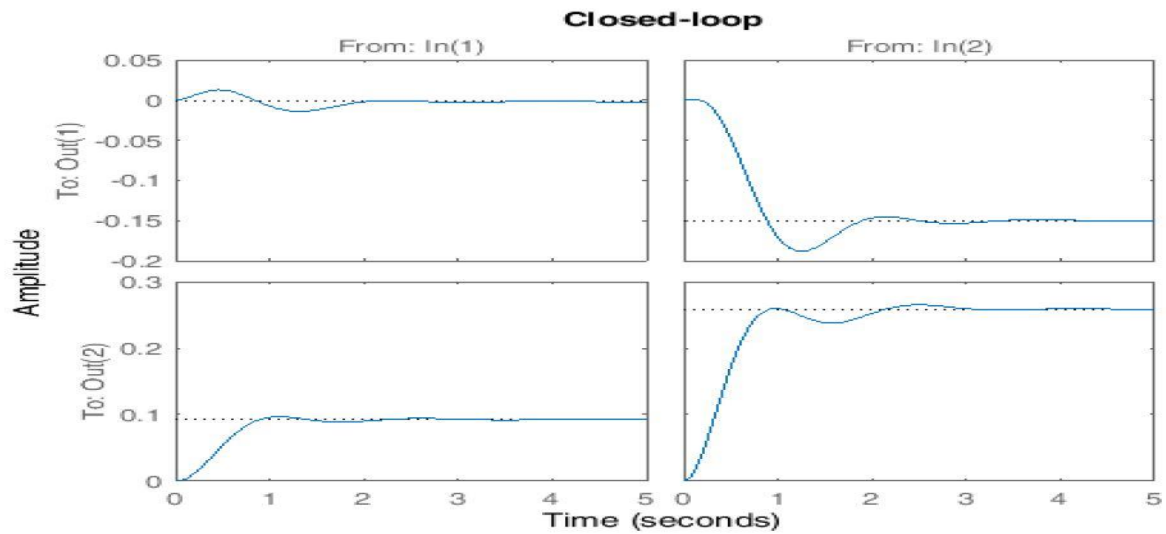 Closed-loop
From: In(1)
From: In(2)
0.05
0
-0.05
-0.1
-0.15
-0.2
To: Out(1)
0.3
0.2
0.1
0
To: Out(2)
Amplitude
0 1 2 3 4 5
0 1 2 3 4 5
Time (seconds)